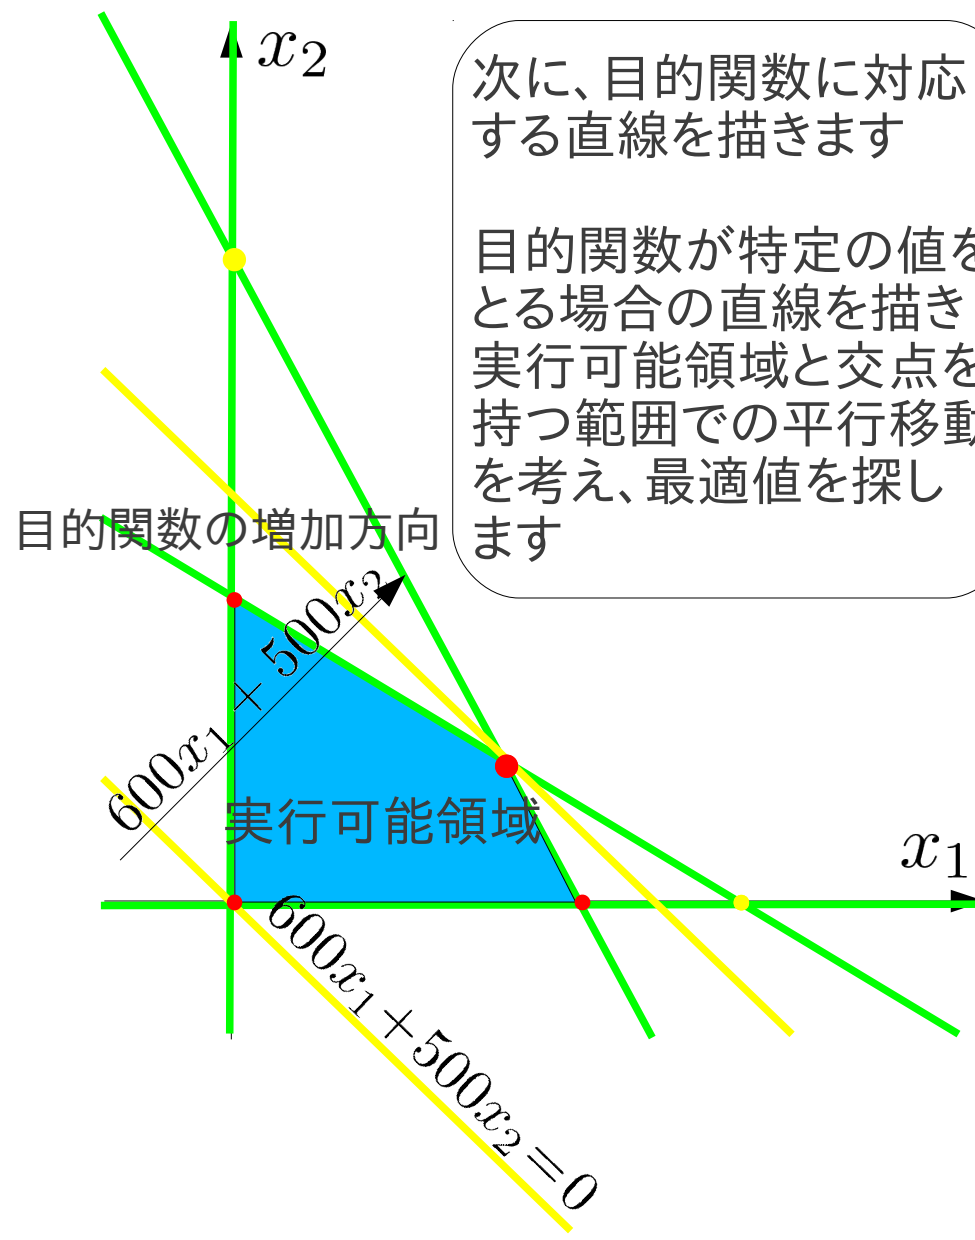 x₂
次に、目的関数に対応
する直線を描きます
目的関数が特定の値を
とる場合の直線を描き
実行可能領域と交点を
持つ範囲での平行移動
を考え、最適値を探し
ます
目的関数の増加方向
600x₁ + 500x₂
実行可能領域
x₁
600x₁+500x₂=0